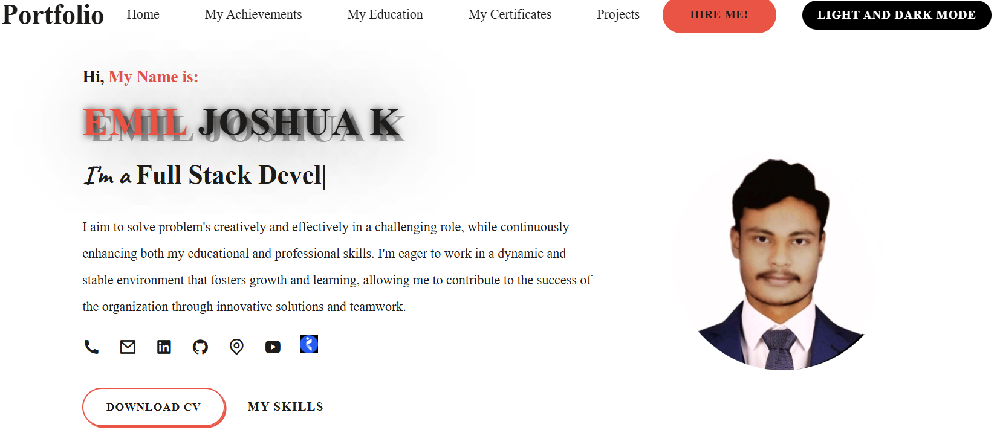 Portfolio Home My Achievements My Education My Certificates Projects HIRE ME! LIGHT AND DARK MODE
Hi, My Name is:
EMIL JOSHUA K
I'm a Full Stack Devel|
I aim to solve problem's creatively and effectively in a challenging role, while continuously
enhancing both my educational and professional skills. I'm eager to work in a dynamic and
stable environment that fosters growth and learning, allowing me to contribute to the success of
the organization through innovative solutions and teamwork.
in
DOWNLOAD CV MY SKILLS